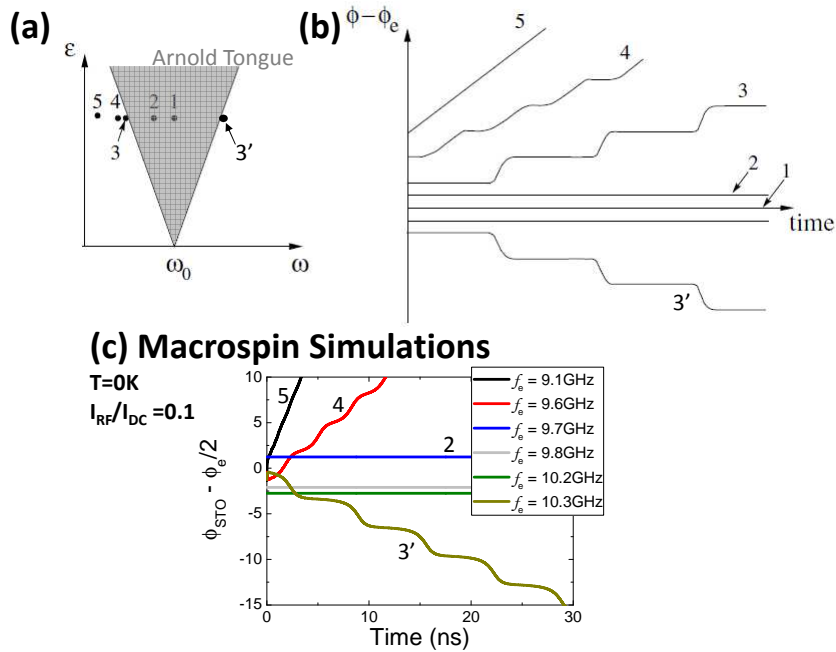 (a)
Arnold Tongue
ε
5
4
2
1
3
3′
ω₀
ω
(b)
ϕ−ϕₑ
5
4
3
2
1
time
3′
(c) Macrospin Simulations
T=0K
I_RF/I_DC =0.1
ϕ_STO - ϕₑ/2
10
5
0
-5
-10
-15
5
4
2
3′
fₑ = 9.1GHz
fₑ = 9.6GHz
fₑ = 9.7GHz
fₑ = 9.8GHz
fₑ = 10.2GHz
fₑ = 10.3GHz
0
10
20
30
Time (ns)